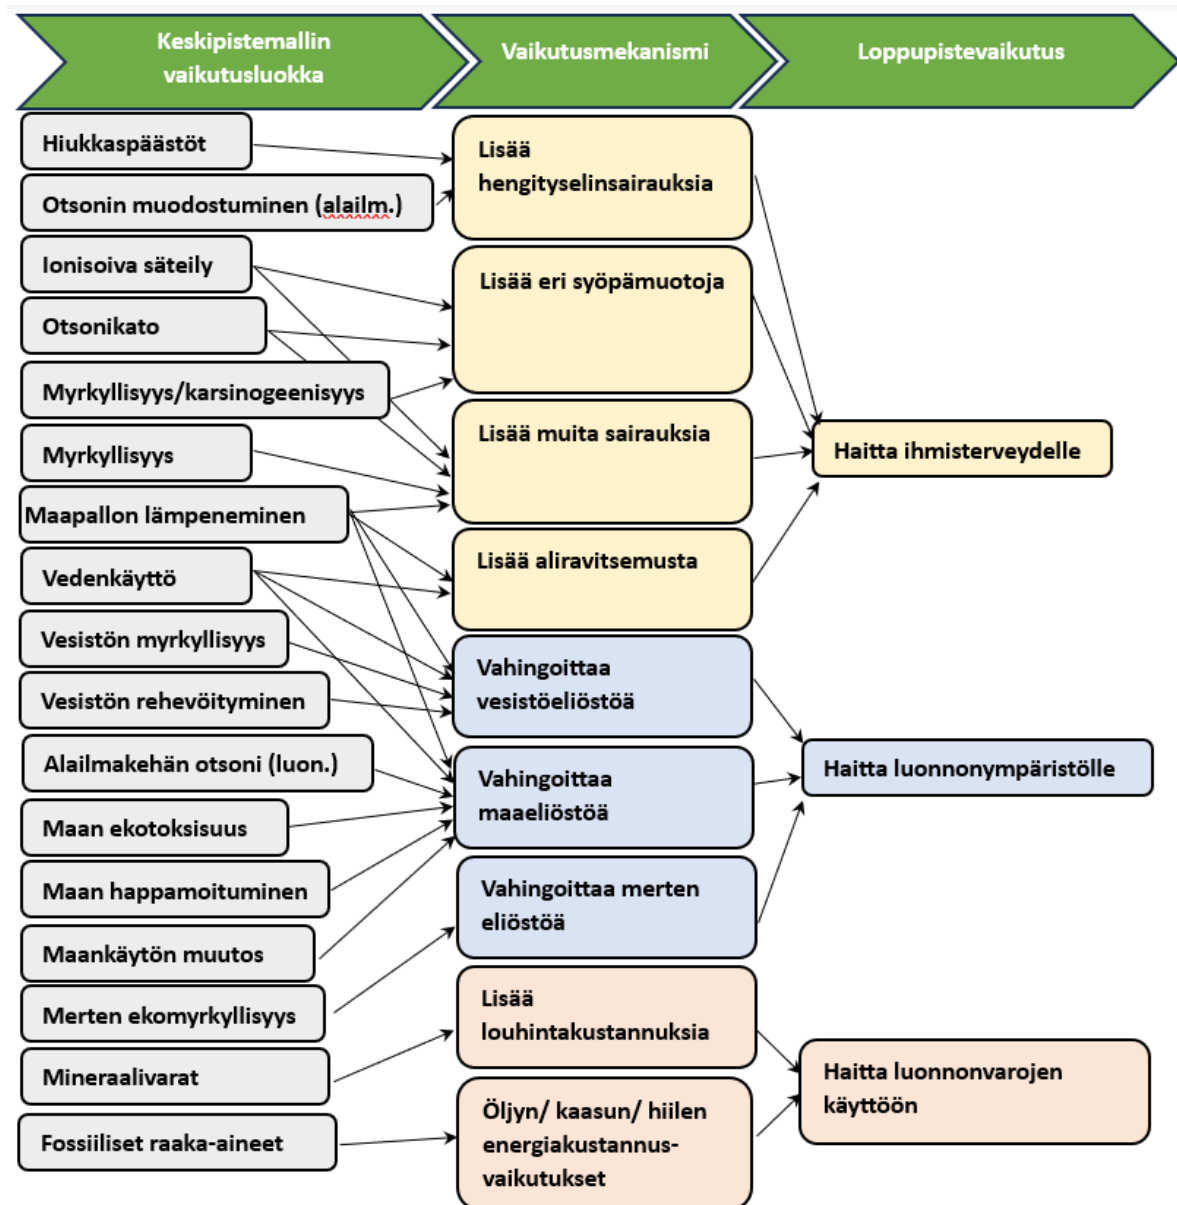 Keskipistemallin
vaikutusluokka
Vaikutusmekanismi
Loppupistevaikutus
Hiukkaspäästöt
Otsonin muodostuminen (alailm.)
Ionisoiva säteily
Otsonikato
Myrkyllisyys/karsinogeenisyys
Myrkyllisyys
Maapallon lämpeneminen
Vedenkäyttö
Vesistön myrkyllisyys
Vesistön rehevöityminen
Alailmakehän otsoni (luon.)
Maan ekotoksisuus
Maan happamoituminen
Maankäytön muutos
Merten ekomyrkyllisyys
Mineraalivarat
Fossiiliset raaka-aineet
Lisää
hengityselinsairauksia
Lisää eri syöpämuotoja
Lisää muita sairauksia
Lisää aliravitsemusta
Vahingoittaa
vesistöeliöstöä
Vahingoittaa
maaeliöstöä
Vahingoittaa merten
eliöstöä
Lisää
louhintakustannuksia
Öljyn/ kaasun/ hiilen
energiakustannus-
vaikutukset
Haitta ihmisterveydelle
Haitta luonnonympäristölle
Haitta luonnonvarojen
käyttöön